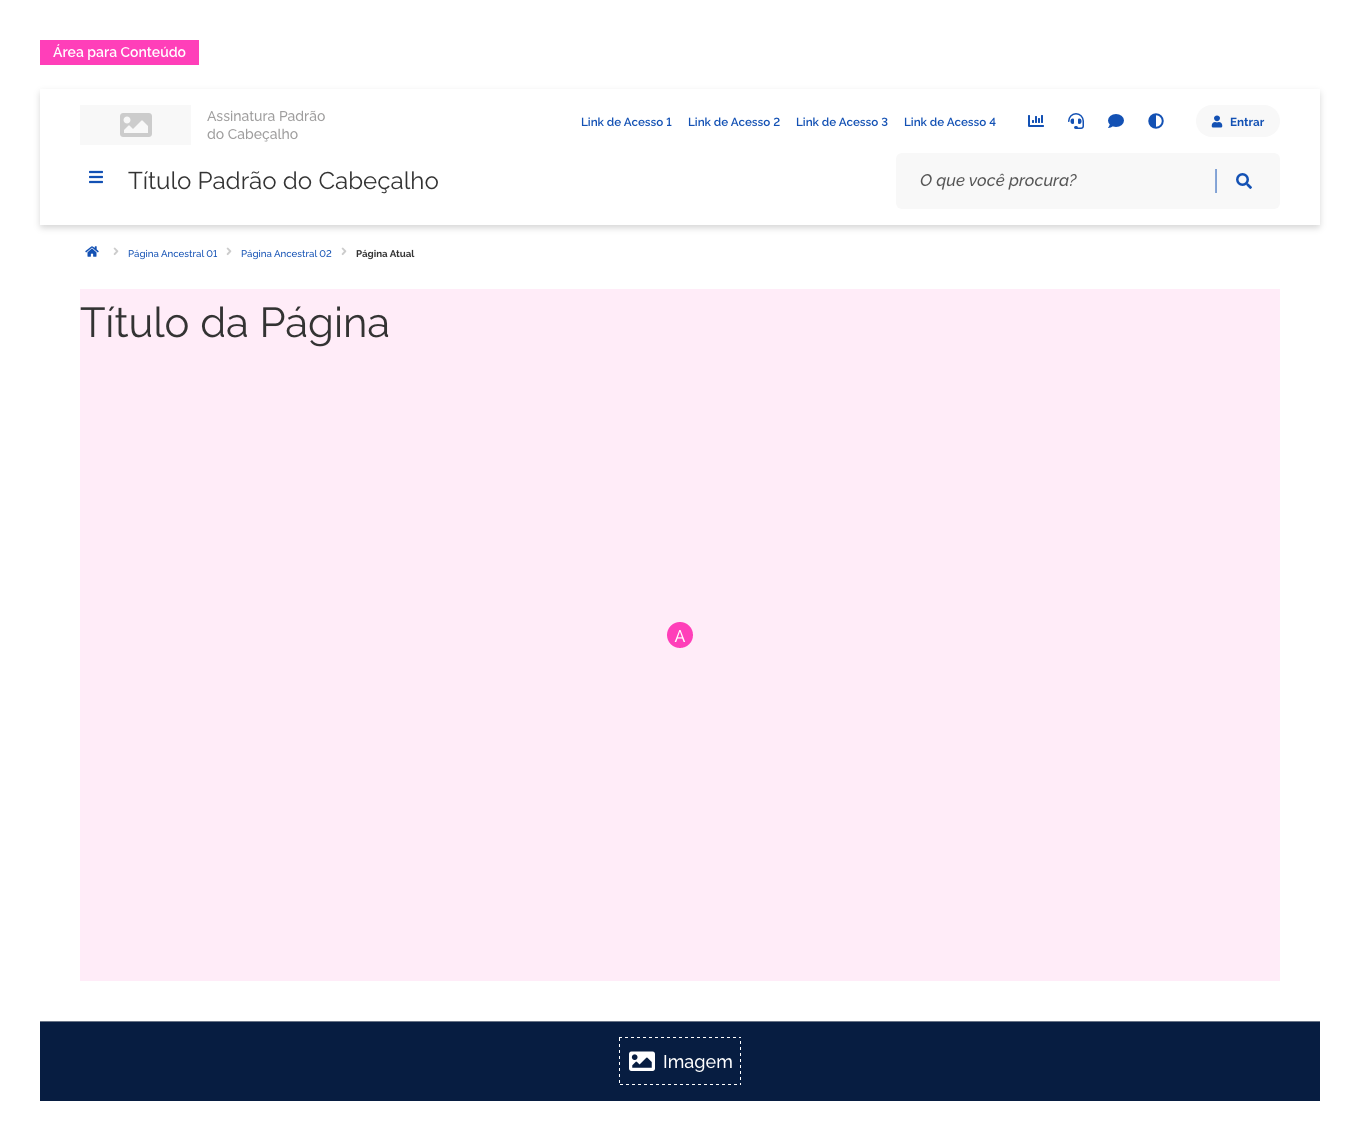 Área para Conteúdo
Assinatura Padrão
do Cabeçalho
Link de Acesso 1 Link de Acesso 2 Link de Acesso 3 Link de Acesso 4 Entrar
Título Padrão do Cabeçalho
O que você procura?
Página Ancestral 01 Página Ancestral 02 Página Atual
Título da Página
A
Imagem